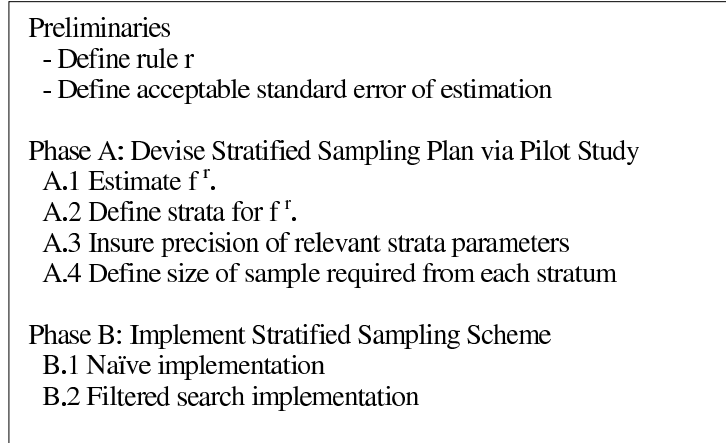 Preliminaries
- Define rule r
- Define acceptable standard error of estimation
Phase A: Devise Stratified Sampling Plan via Pilot Study
A.1 Estimate f r.
A.2 Define strata for f r.
A.3 Insure precision of relevant strata parameters
A.4 Define size of sample required from each stratum
Phase B: Implement Stratified Sampling Scheme
B.1 Naïve implementation
B.2 Filtered search implementation